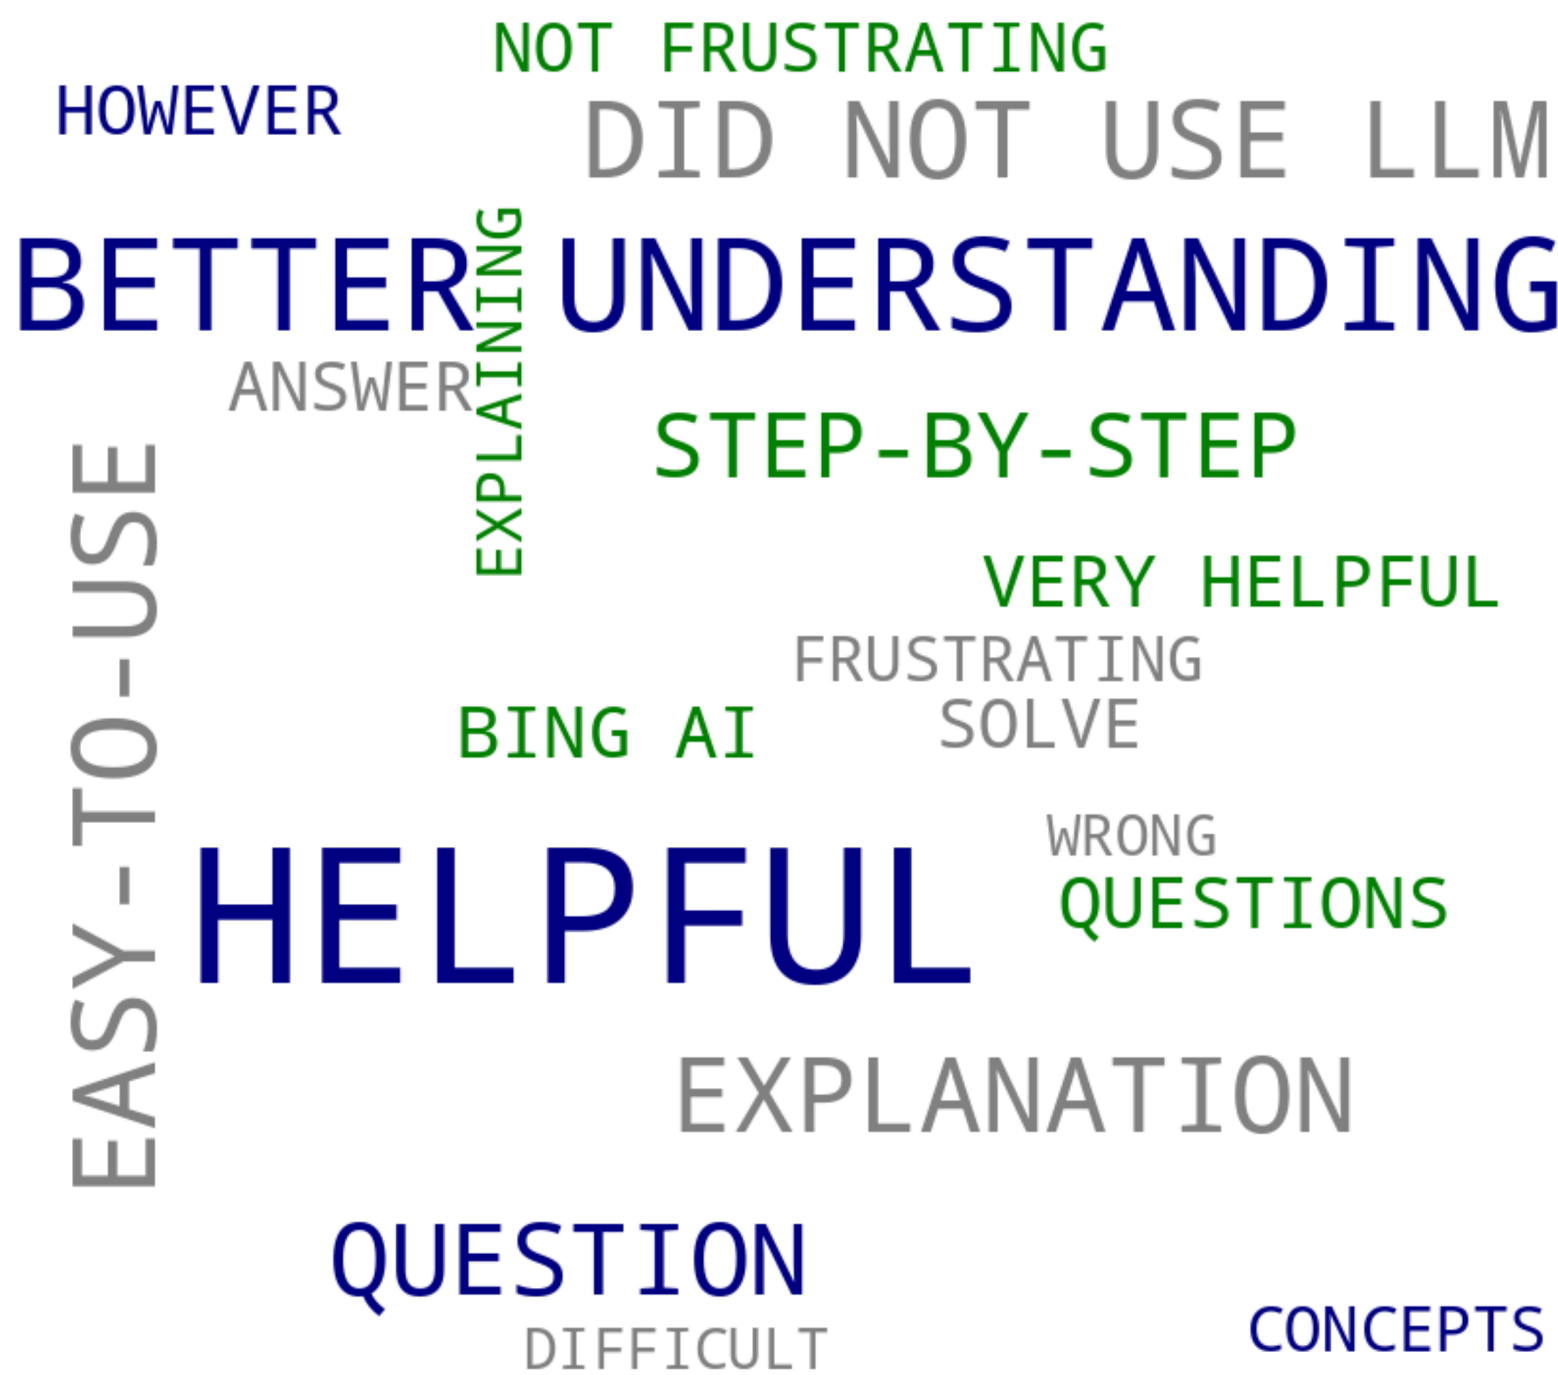 NOT FRUSTRATING
HOWEVER
DID NOT USE LLM
BETTER UNDERSTANDING
EXPLAINING
ANSWER
STEP-BY-STEP
EASY-TO-USE
VERY HELPFUL
FRUSTRATING
SOLVE
BING AI
WRONG
HELPFUL
QUESTIONS
EXPLANATION
QUESTION
CONCEPTS
DIFFICULT